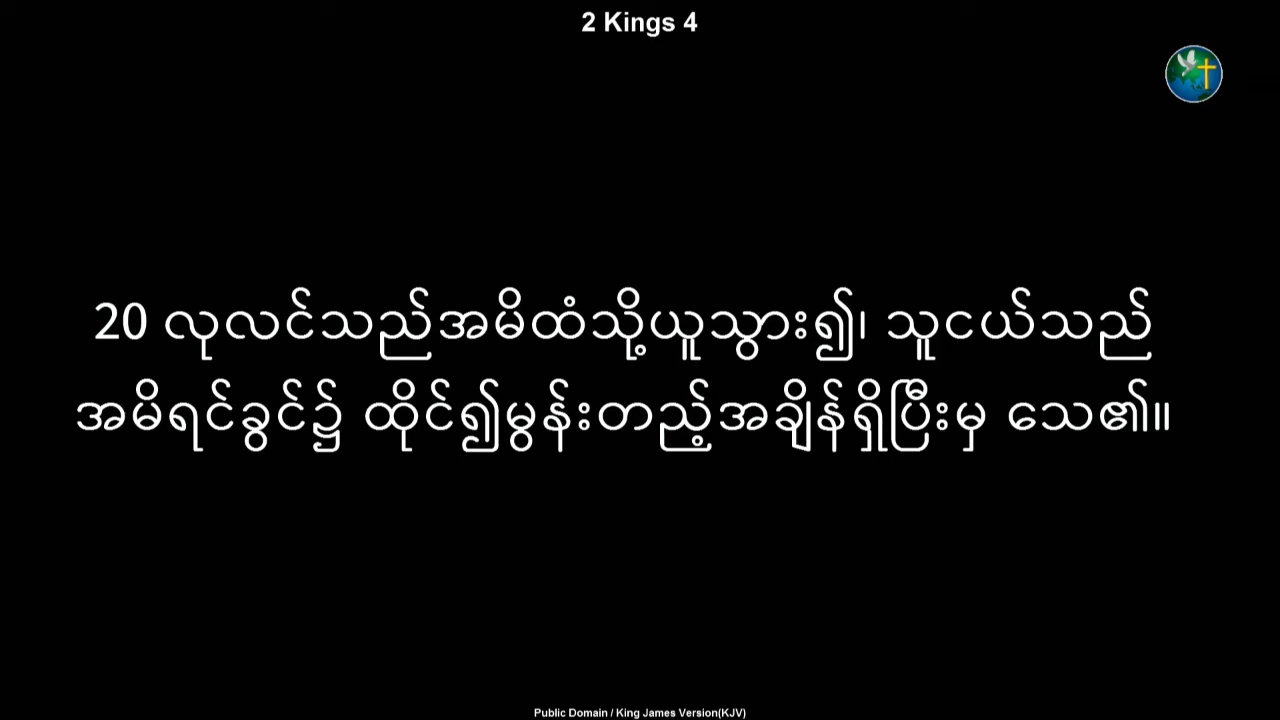 2 Kings 4
20 လုလင်သည်အမိထံသို့ယူသွား၍၊ သူငယ်သည်
အမိရင်ခွင်၌ ထိုင်၍မွန်းတည့်အချိန်ရှိပြီးမှ သေ၏။
Public Domain / King James Version(KJV)